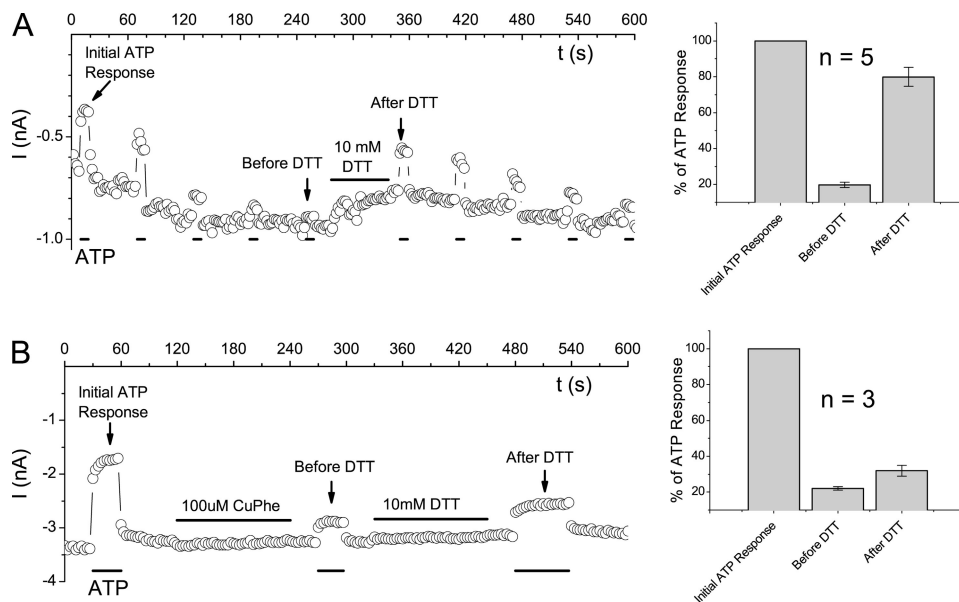 A
0 60 120 180 240 300 360 420 480 540 600
t (s)
Initial ATP
Response
After DTT
10 mM
DTT
Before DTT
I (nA)
-0.5
-1.0
ATP
% of ATP Response
100
80
60
40
20
n = 5
Initial ATP Response
Before DTT
After DTT
B
0 60 120 180 240 300 360 420 480 540 600
t (s)
Initial ATP
Response
Before DTT
After DTT
100uM CuPhe
10mM DTT
I (nA)
-1
-2
-3
-4
ATP
% of ATP Response
100
80
60
40
20
n = 3
Initial ATP Response
Before DTT
After DTT